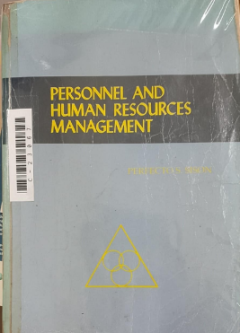 PERSONNEL AND
HUMAN RESOURCES
MANAGEMENT